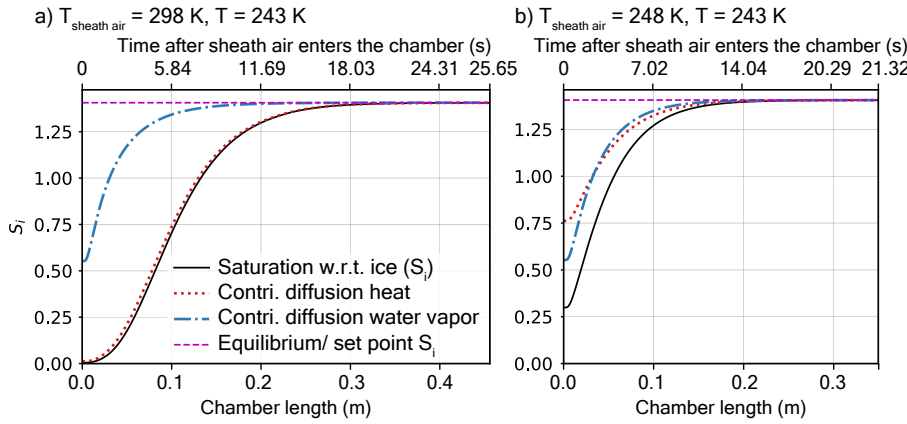 a) T sheath air = 298 K, T = 243 K
Time after sheath air enters the chamber (s)
0 5.84 11.69 18.03 24.31 25.65
1.25
1.00
0.75
0.50
0.25
0.00
S_i
Saturation w.r.t. ice (S_i)
Contri. diffusion heat
Contri. diffusion water vapor
Equilibrium/ set point S_i
0.0 0.1 0.2 0.3 0.4
Chamber length (m)
b) T sheath air = 248 K, T = 243 K
Time after sheath air enters the chamber (s)
0 7.02 14.04 20.29 21.32
1.25
1.00
0.75
0.50
0.25
0.00
0.0 0.1 0.2 0.3
Chamber length (m)